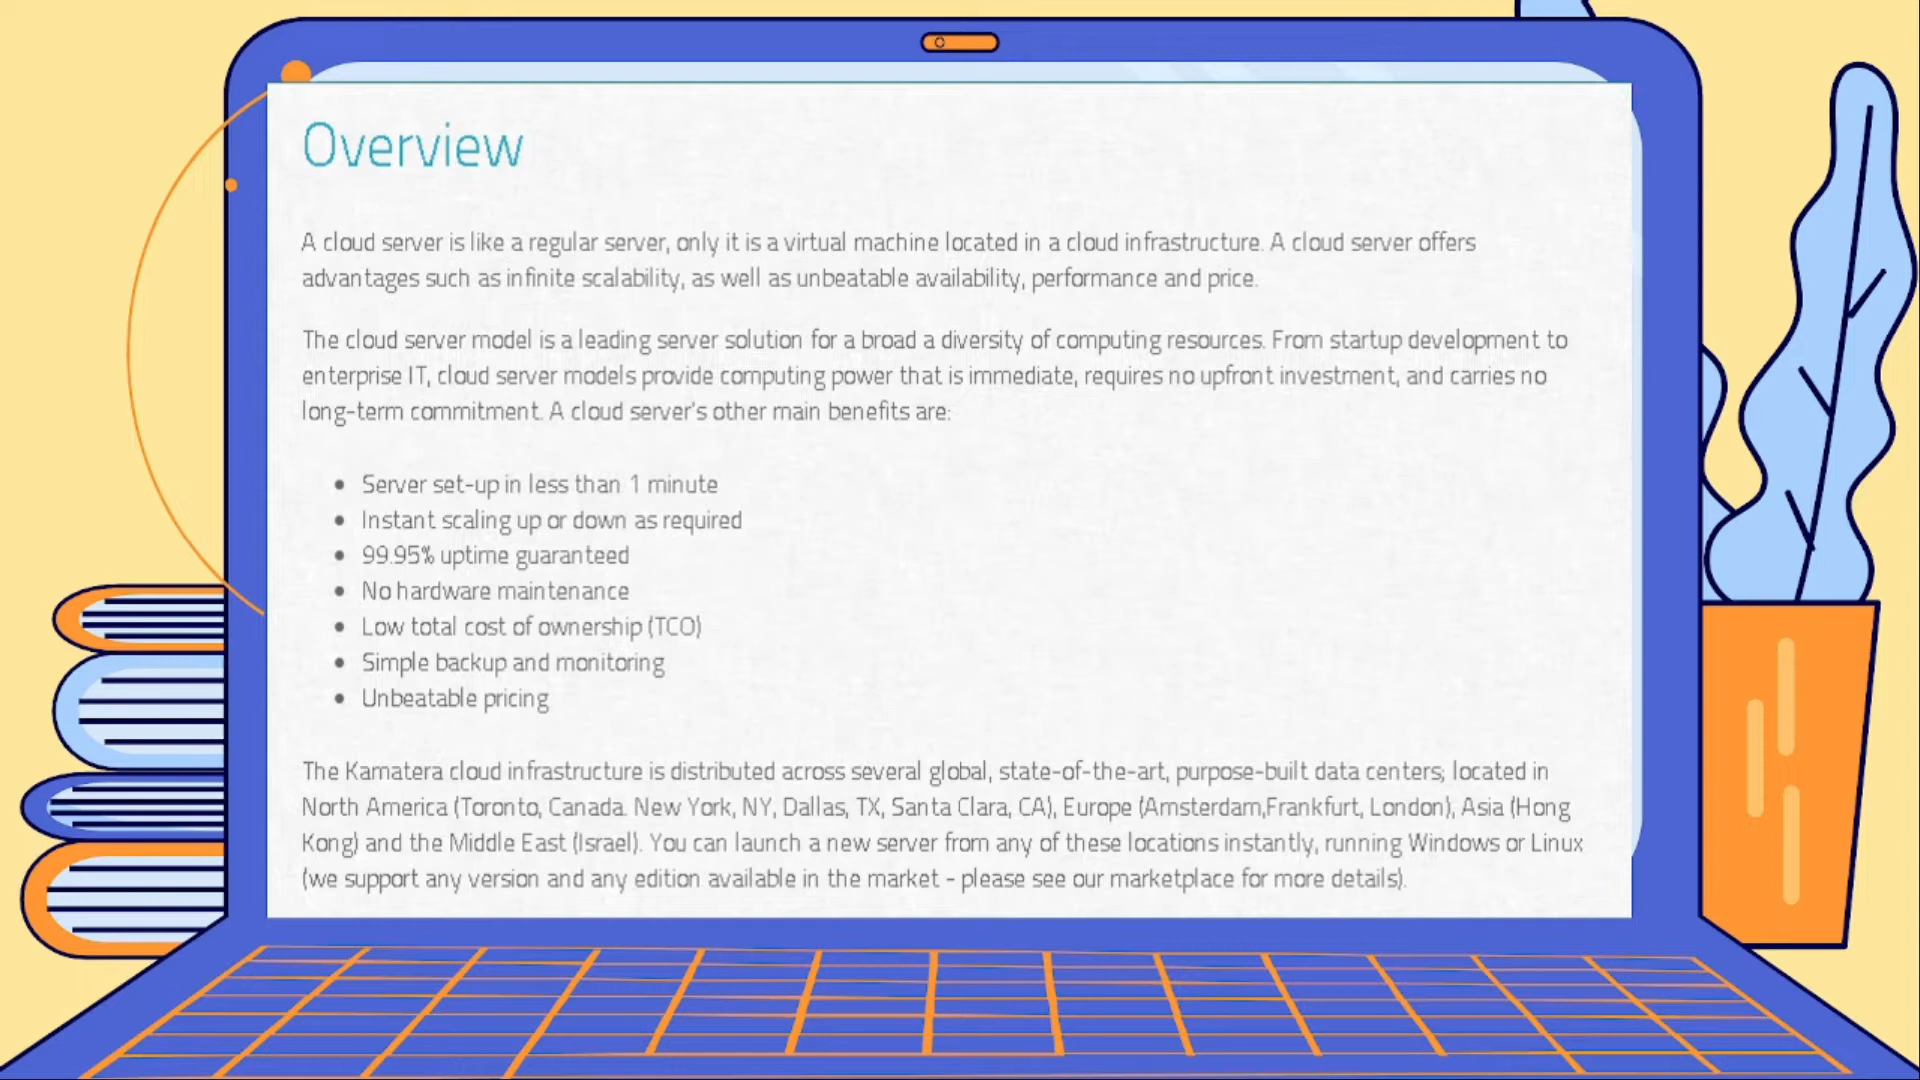 Overview
A cloud server is like a regular server, only it is a virtual machine located in a cloud infrastructure. A cloud server offers
advantages such as infinite scalability, as well as unbeatable availability, performance and price.
The cloud server model is a leading server solution for a broad a diversity of computing resources. From startup development to
enterprise IT, cloud server models provide computing power that is immediate, requires no upfront investment, and carries no
long-term commitment. A cloud server's other main benefits are:
• Server set-up in less than 1 minute
• Instant scaling up or down as required
• 99.95% uptime guaranteed
• No hardware maintenance
• Low total cost of ownership (TCO)
• Simple backup and monitoring
• Unbeatable pricing
The Kamatera cloud infrastructure is distributed across several global, state-of-the-art, purpose-built data centers; located in
North America (Toronto, Canada. New York, NY, Dallas, TX, Santa Clara, CA), Europe (Amsterdam,Frankfurt, London), Asia (Hong
Kong) and the Middle East (Israel). You can launch a new server from any of these locations instantly, running Windows or Linux
(we support any version and any edition available in the market - please see our marketplace for more details).